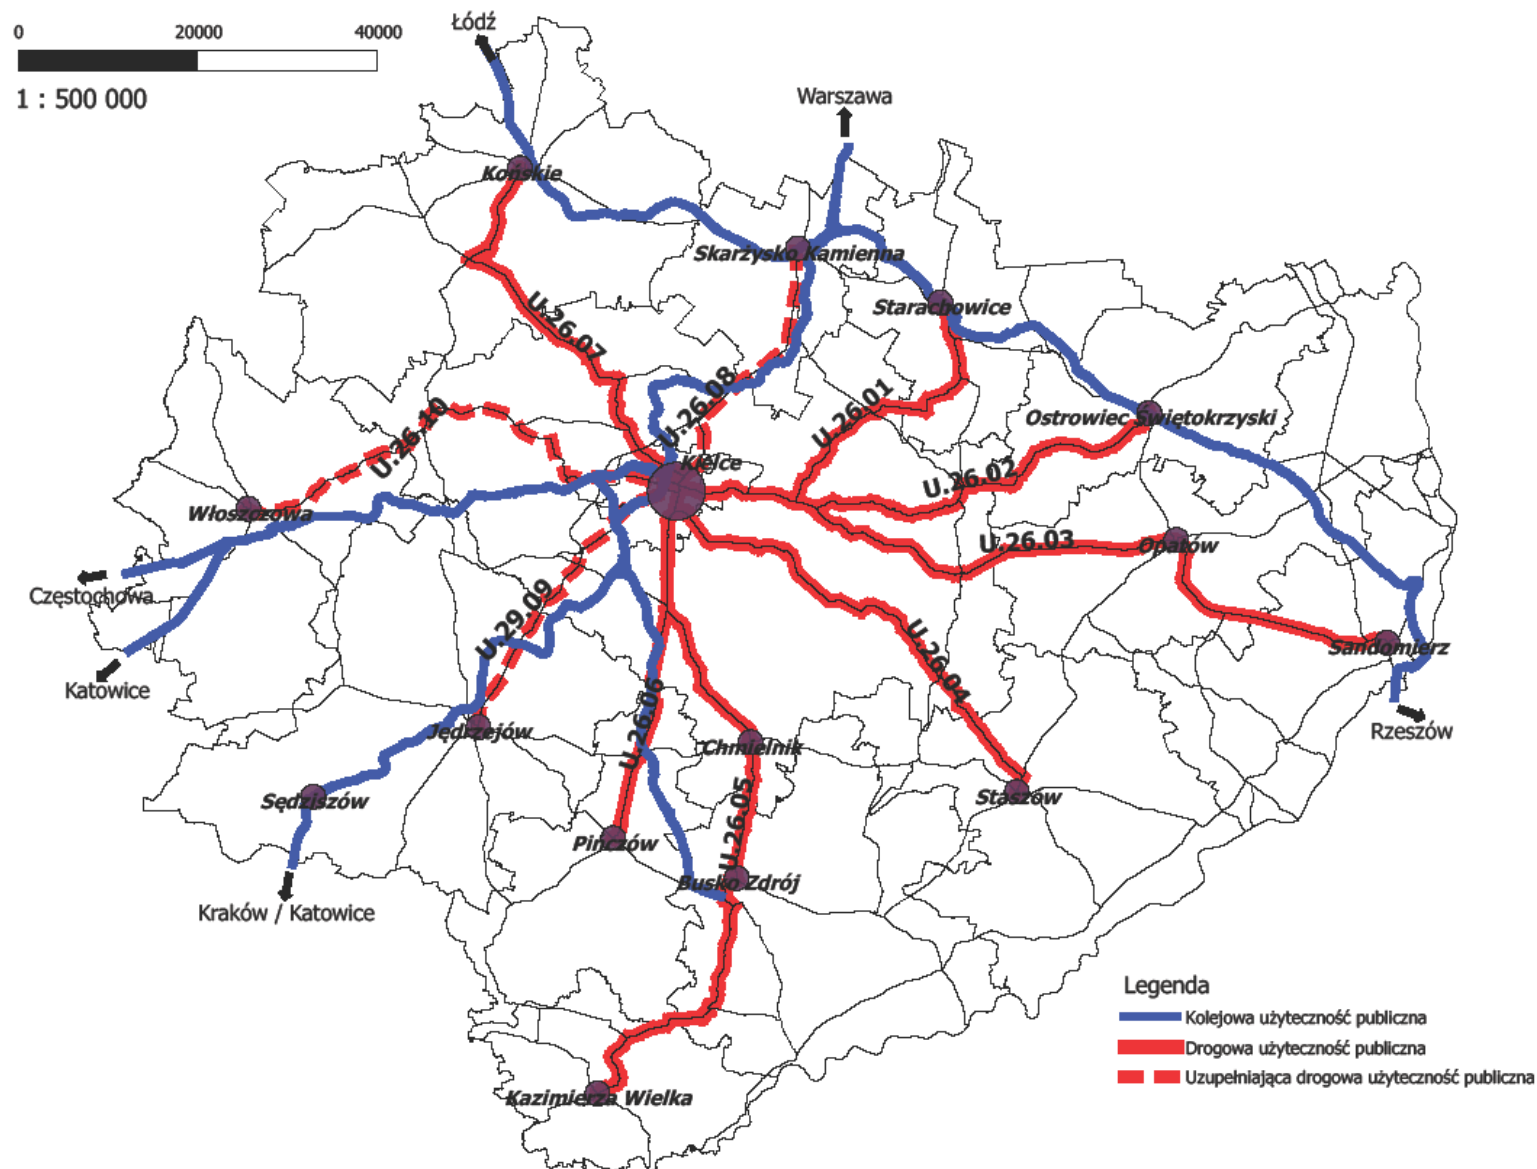 Łódź
0 20000 40000
1 : 500 000
Warszawa
Końskie
Skarżysko Kamienna
Starachowice
U.26.07
U.26.08
U.26.01
U.26.10
Ostrowiec Świętokrzyski
Kielce
U.26.02
Włoszczowa
U.26.03
Opatów
Częstochowa
U.29.09
U.26.04
Sandomierz
Katowice
U.26.06
Jędrzejów
Chmielnik
Rzeszów
Sędziszów
Staszów
U.26.05
Pińczów
Busko Zdrój
Kraków / Katowice
Legenda
Kolejowa użyteczność publiczna
Drogowa użyteczność publiczna
Uzupełniająca drogowa użyteczność publiczna
Kazimierza Wielka